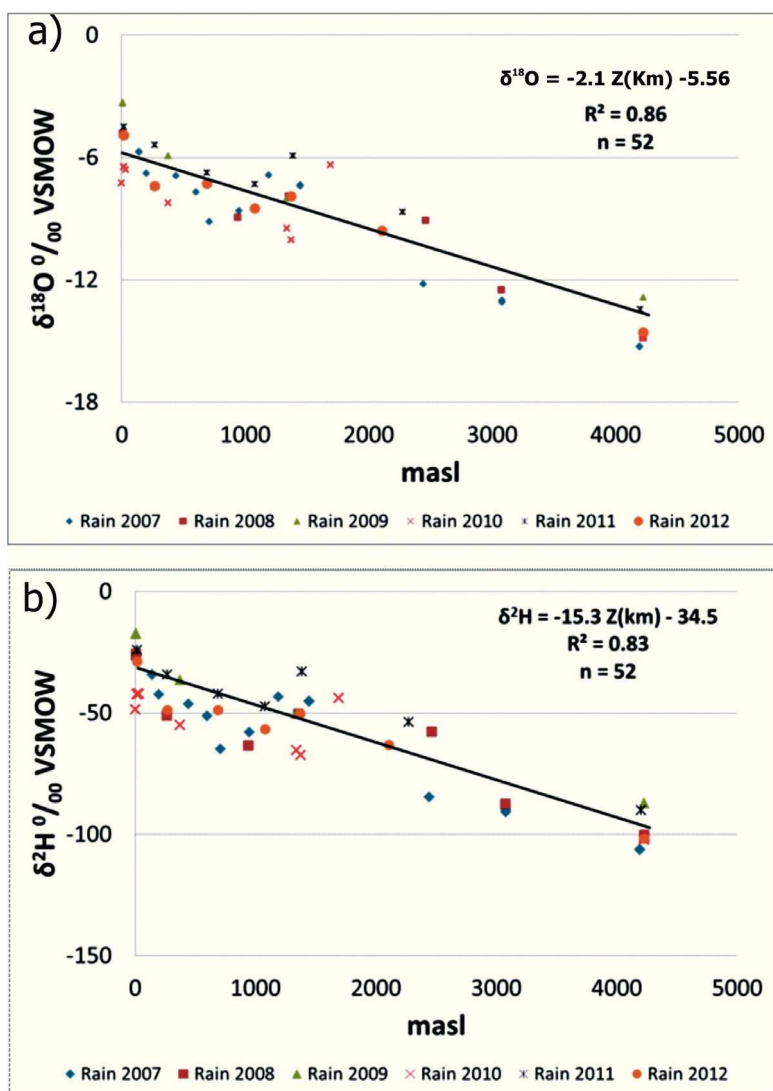 a)
0
-6
-12
-18
δ¹⁸O ⁰/₀₀ VSMOW
δ¹⁸O = -2.1 Z(Km) -5.56
R² = 0.86
n = 52
0 1000 2000 3000 4000 5000
masl
Rain 2007 Rain 2008 Rain 2009 Rain 2010 Rain 2011 Rain 2012
b)
0
-50
-100
-150
δ²H ⁰/₀₀ VSMOW
δ²H = -15.3 Z(km) - 34.5
R² = 0.83
n = 52
0 1000 2000 3000 4000 5000
masl
Rain 2007 Rain 2008 Rain 2009 Rain 2010 Rain 2011 Rain 2012